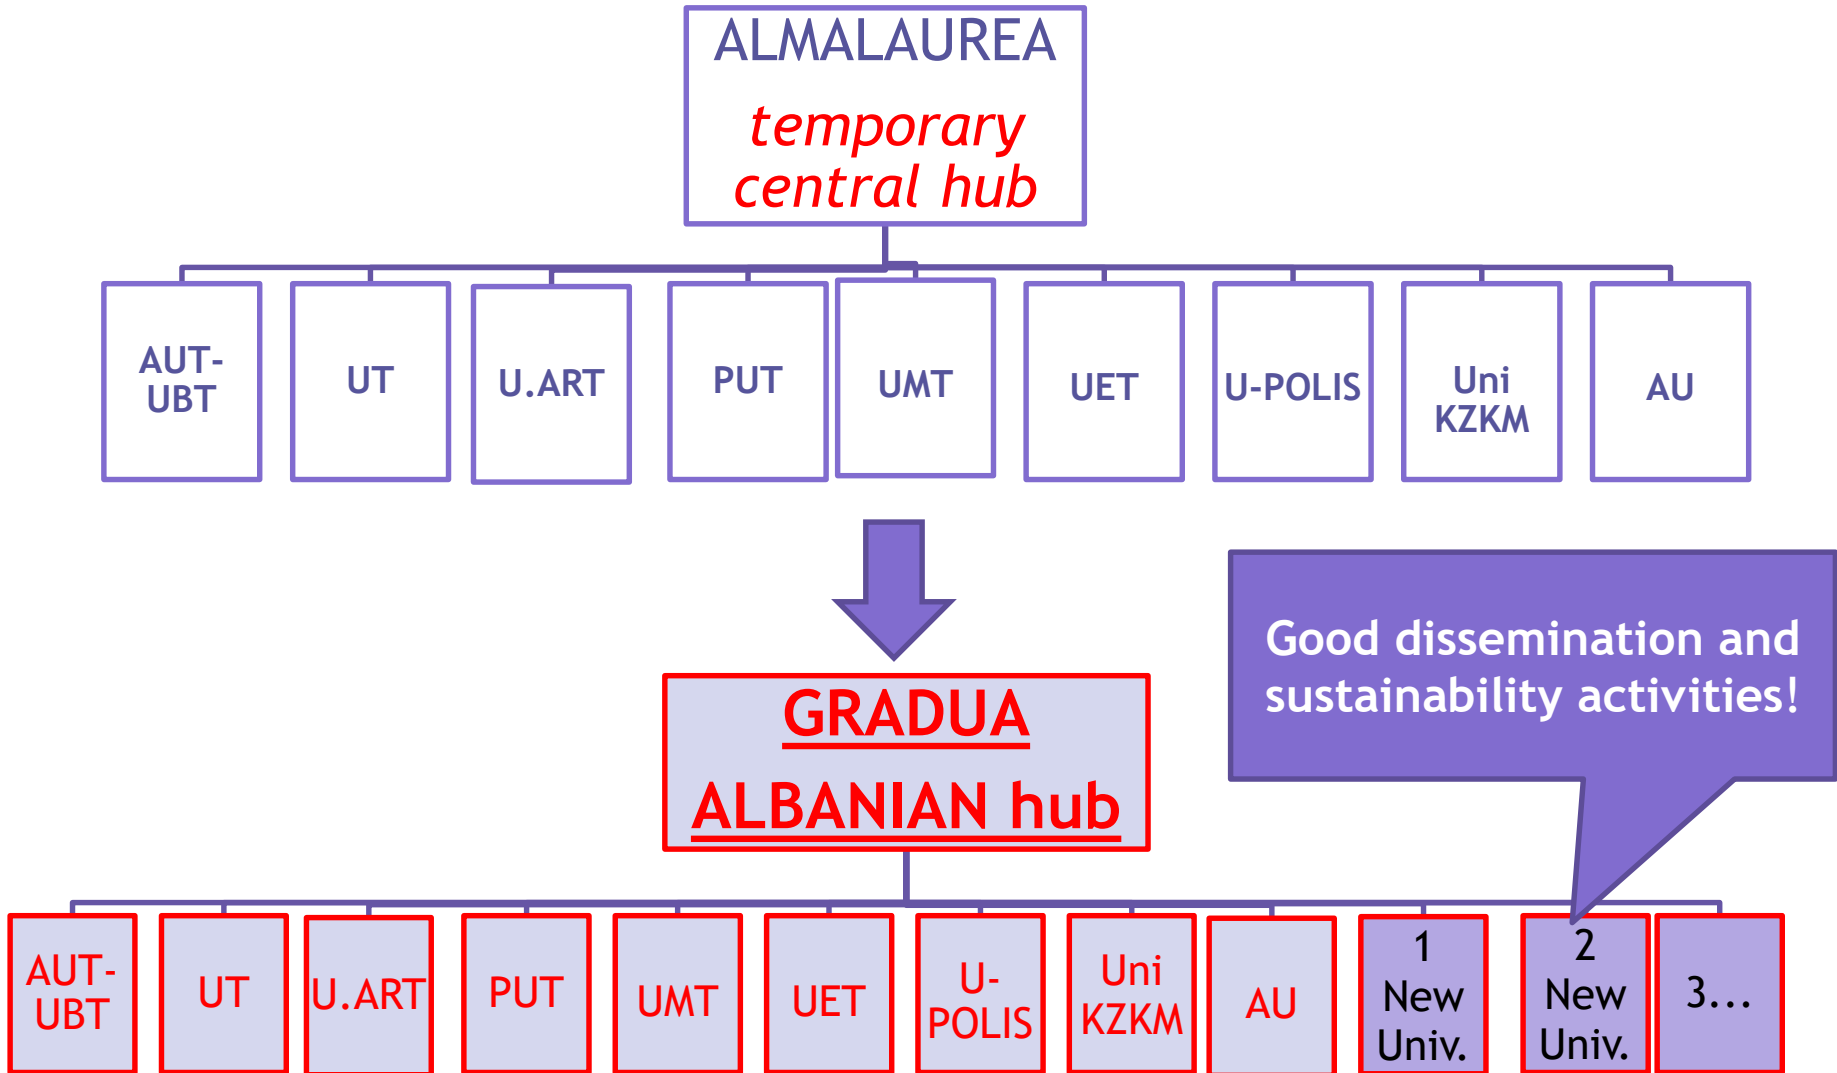 ALMALAUREA
temporary
central hub
AUT-
UBT
UT
U.ART
PUT
UMT
UET
U-POLIS
Uni
KZKM
AU
Good dissemination and
sustainability activities!
GRADUA
ALBANIAN hub
AUT-
UBT
UT
U.ART
PUT
UMT
UET
U-
POLIS
Uni
KZKM
AU
1
New
Univ.
2
New
Univ.
3...